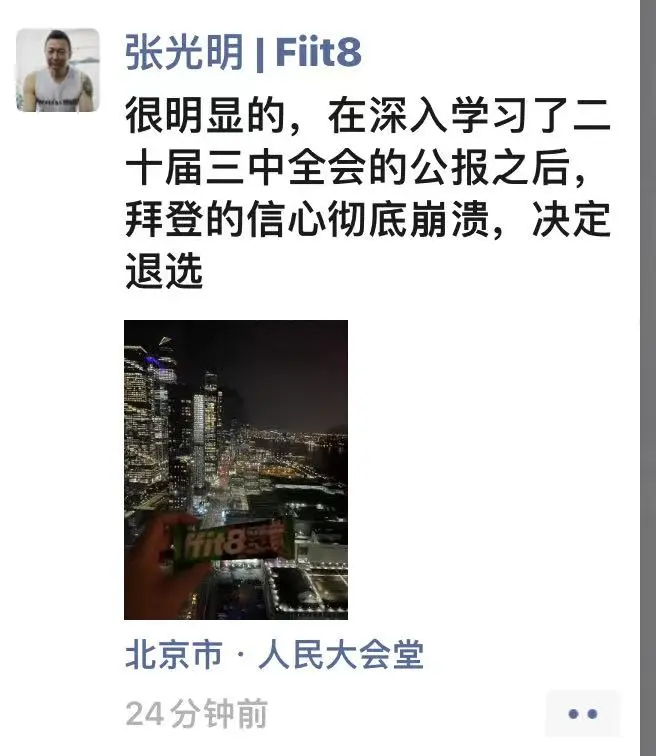 张光明 | Fiit8
很明显的，在深入学习了二
十届三中全会的公报之后，
拜登的信心彻底崩溃，决定
退选
fiit8
北京市 · 人民大会堂
24分钟前